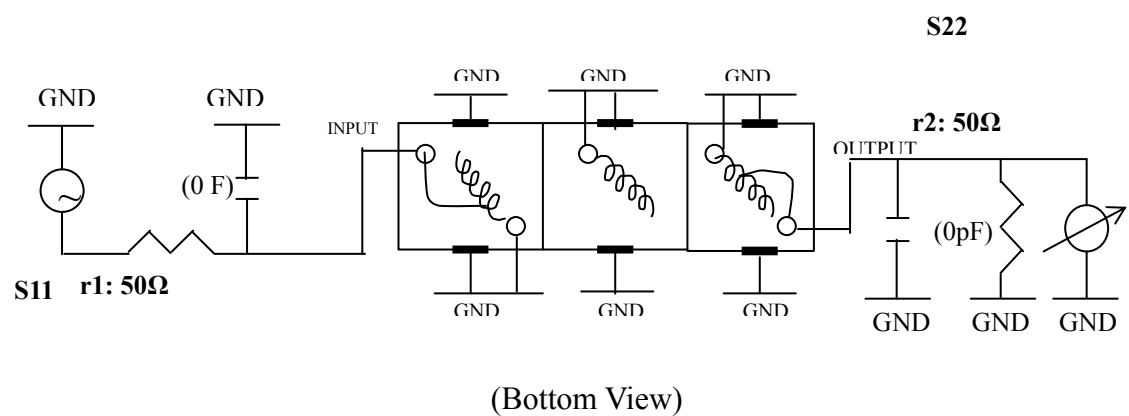 S22
GND GND GND
GND GND
INPUT
r2: 50Ω
OUTPUT
(0 F)
(0pF)
S11 r1: 50Ω
GND GND GND
GND GND GND
(Bottom View)